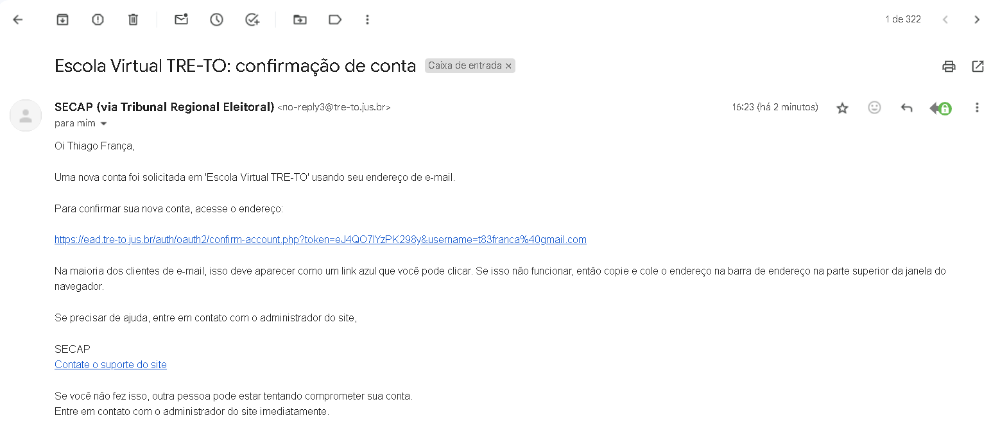 1 de 322
Escola Virtual TRE-TO: confirmação de conta Caixa de entrada ×
SECAP (via Tribunal Regional Eleitoral) <no-reply3@tre-to.jus.br> 16:23 (há 2 minutos)
para mim
Oi Thiago França,
Uma nova conta foi solicitada em 'Escola Virtual TRE-TO' usando seu endereço de e-mail.
Para confirmar sua nova conta, acesse o endereço:
https://ead.tre-to.jus.br/auth/oauth2/confirm-account.php?token=eJ4QO7lYzPK298y&username=t83franca%40gmail.com
Na maioria dos clientes de e-mail, isso deve aparecer como um link azul que você pode clicar. Se isso não funcionar, então copie e cole o endereço na barra de endereço na parte superior da janela do
navegador.
Se precisar de ajuda, entre em contato com o administrador do site,
SECAP
Contate o suporte do site
Se você não fez isso, outra pessoa pode estar tentando comprometer sua conta.
Entre em contato com o administrador do site imediatamente.